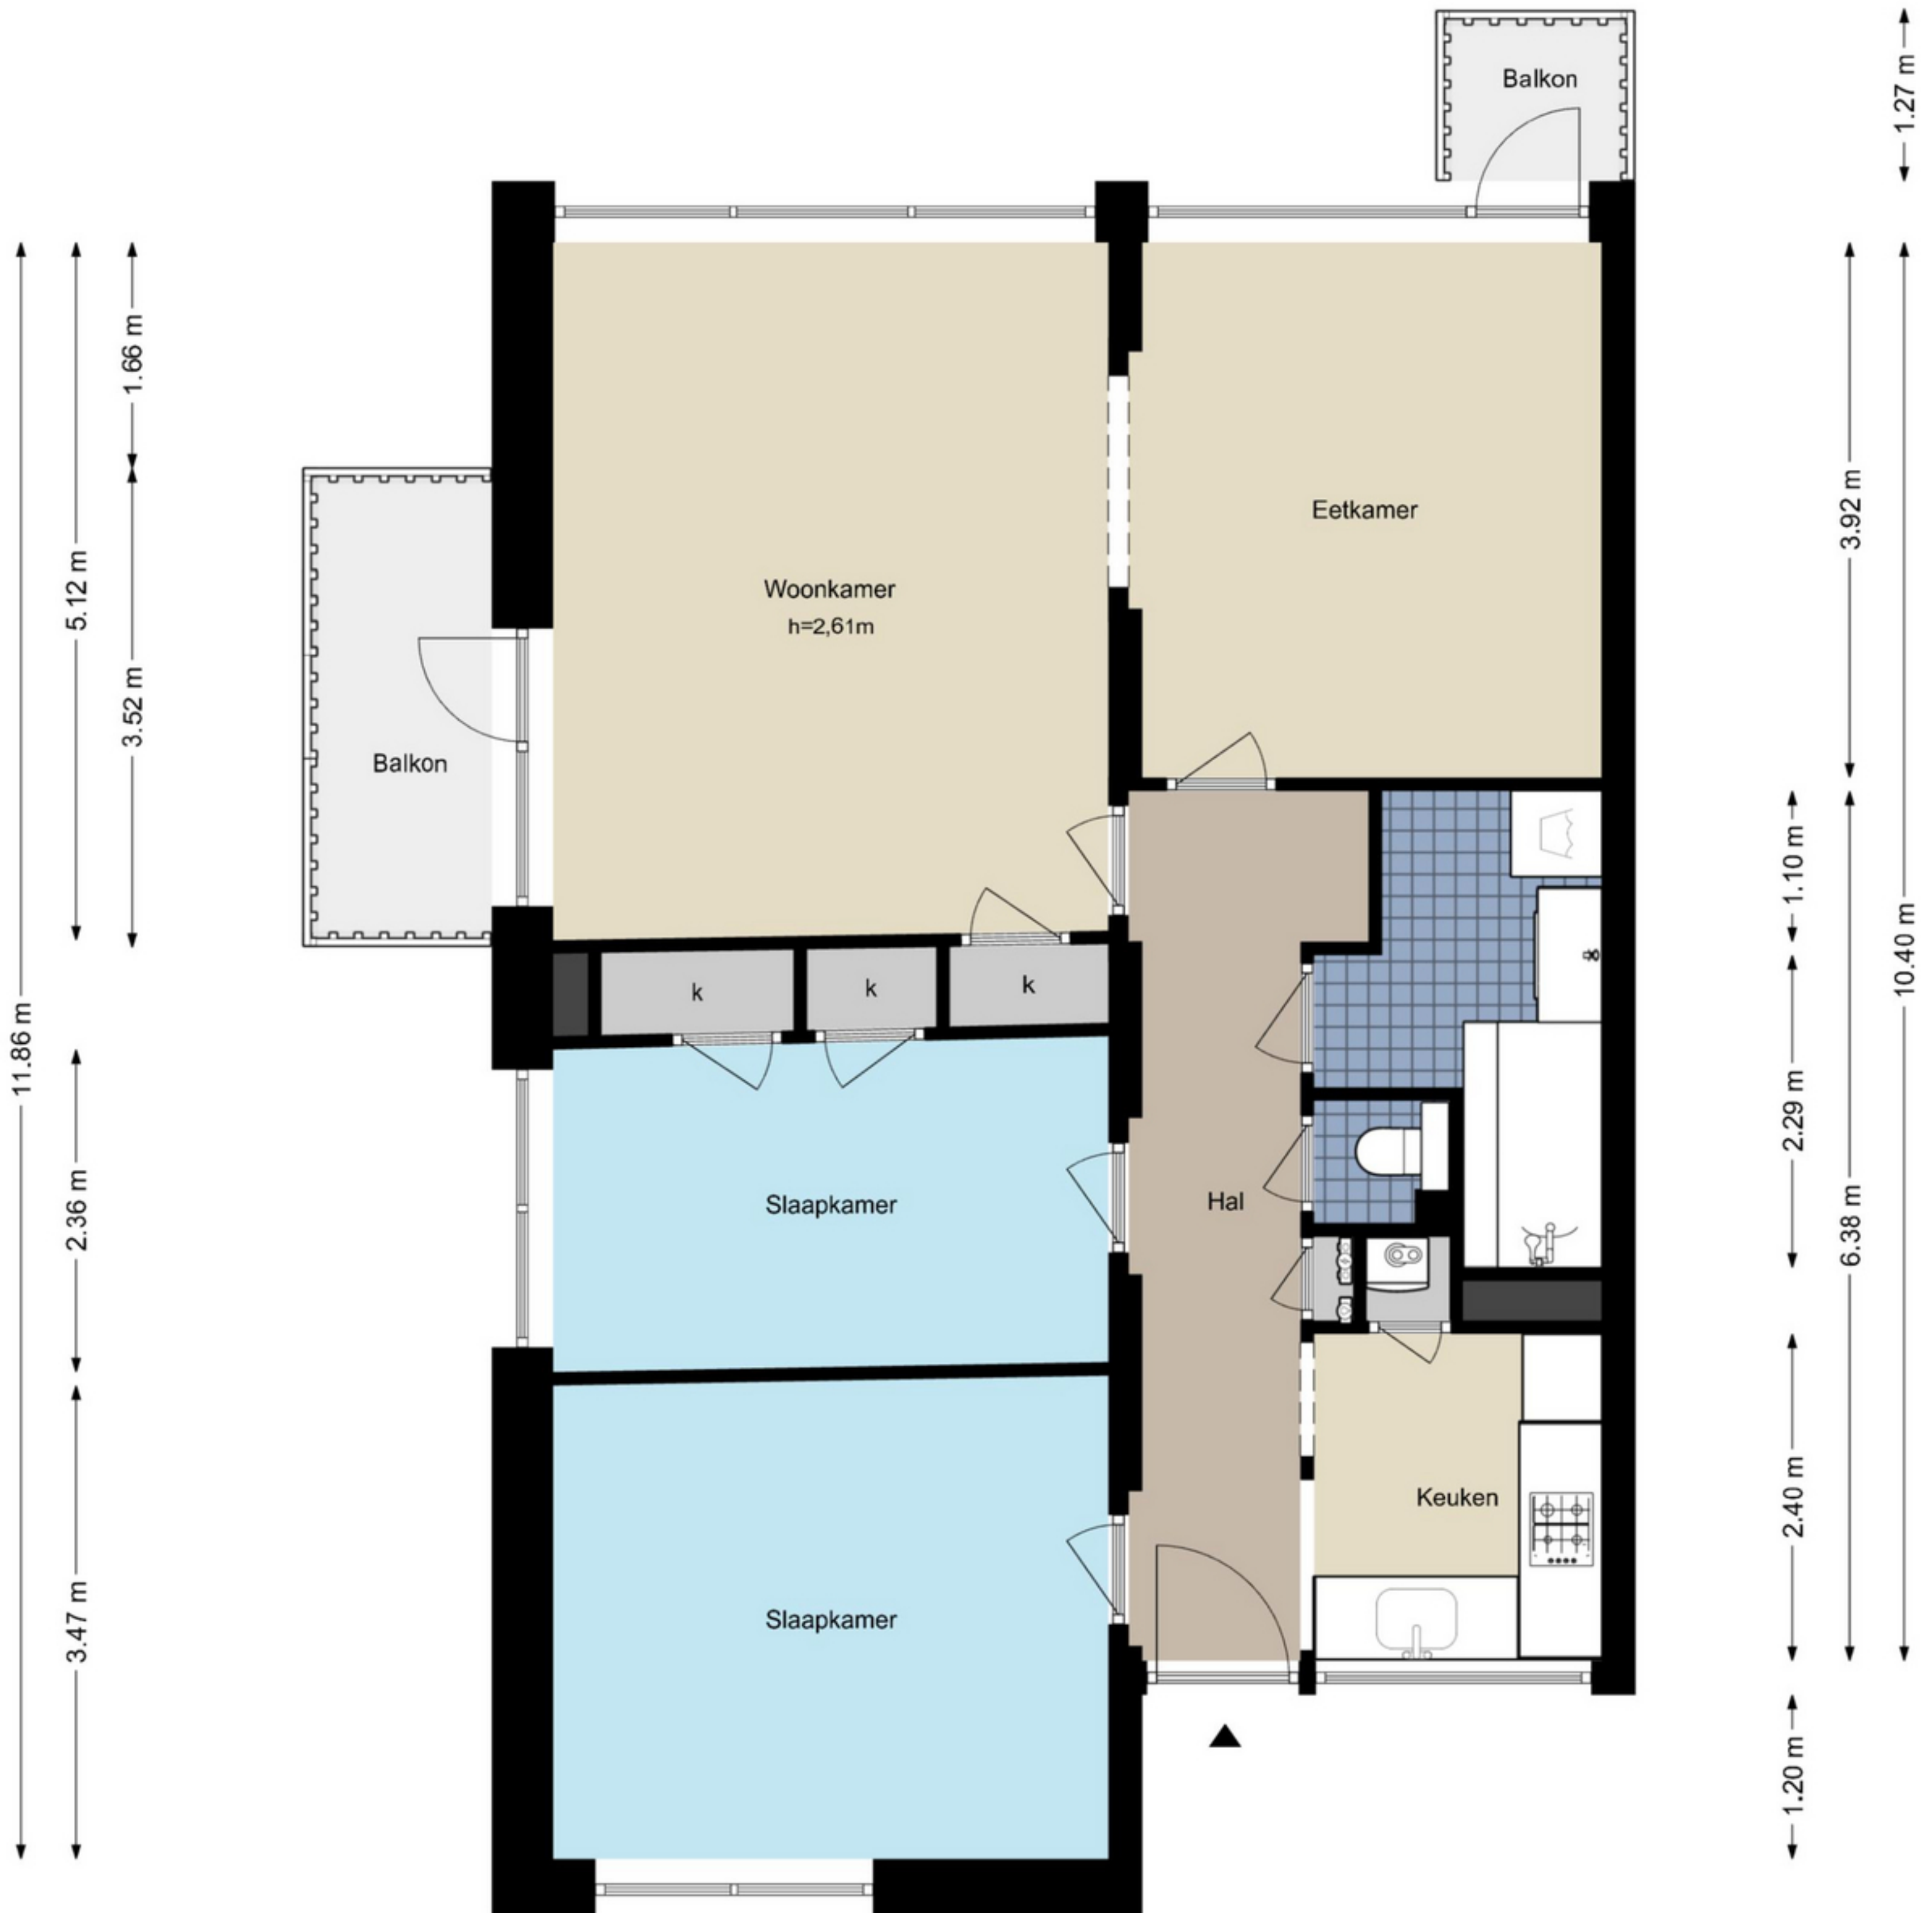 Balkon
1.27 m
1.66 m
5.12 m
3.52 m
11.86 m
2.36 m
3.47 m
Woonkamer
h=2,61m
Eetkamer
Balkon
k
k
k
Slaapkamer
Hal
Keuken
Slaapkamer
3.92 m
1.10 m
10.40 m
2.29 m
6.38 m
2.40 m
1.20 m